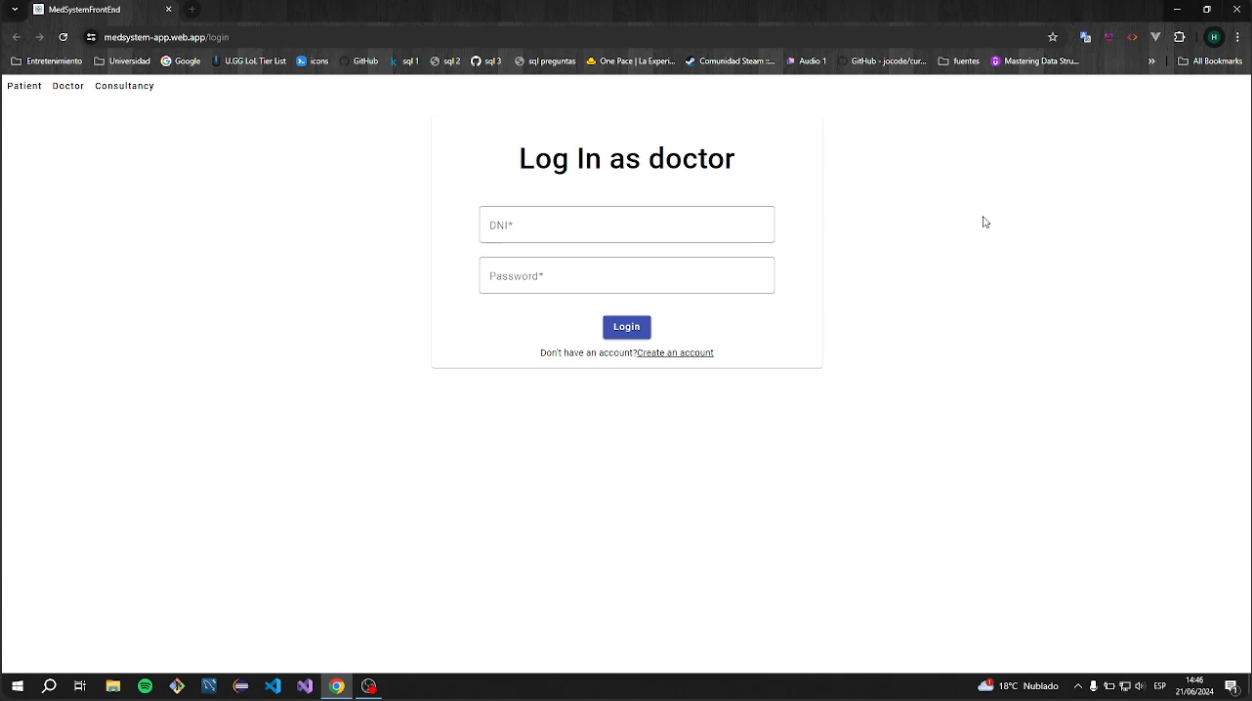 MedSystemFrontEnd
medsystem-app.web.app/login
Entretenimiento
Universidad
Google
U.GG LoL Tier List
icons
GitHub
sql 1
sql 2
sql 3
sql preguntas
One Pace | La Experi...
Comunidad Steam ::...
Audio 1
GitHub - jocode/cur...
fuentes
Mastering Data Stru...
»
All Bookmarks
Patient Doctor Consultancy
Log In as doctor
DNI*
Password*
Login
Don't have an account?Create an account
18°C Nublado
ESP
14:46
21/06/2024
H